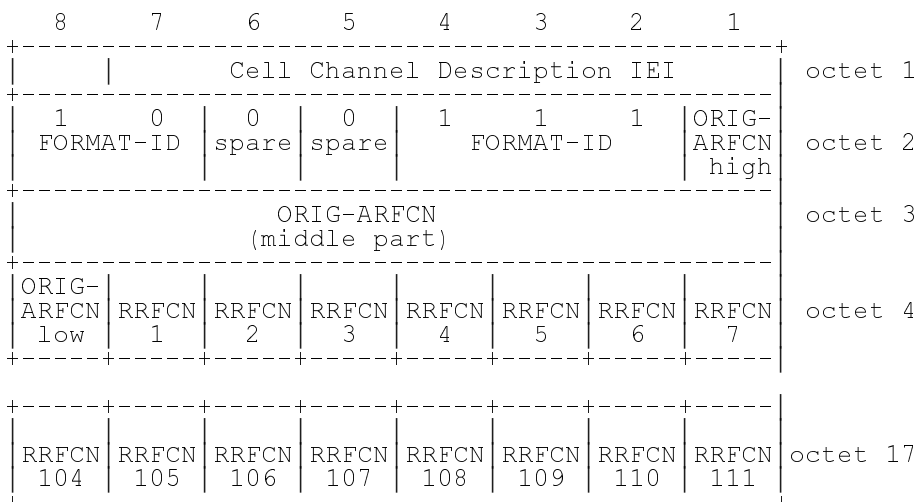 8 7 6 5 4 3 2 1
Cell Channel Description IEI octet 1
1 0 0 0 1 1 1 ORIG-
FORMAT-ID spare spare FORMAT-ID ARFCN octet 2
high
ORIG-ARFCN octet 3
(middle part)
ORIG-
ARFCN RRFCN RRFCN RRFCN RRFCN RRFCN RRFCN RRFCN octet 4
low 1 2 3 4 5 6 7
RRFCN RRFCN RRFCN RRFCN RRFCN RRFCN RRFCN RRFCN octet 17
104 105 106 107 108 109 110 111